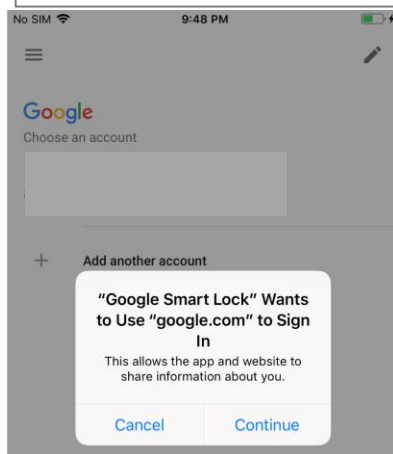 No SIM 9:48 PM
Google
Choose an account
Add another account
“Google Smart Lock” Wants
to Use “google.com” to Sign
In
This allows the app and website to
share information about you.
Cancel Continue